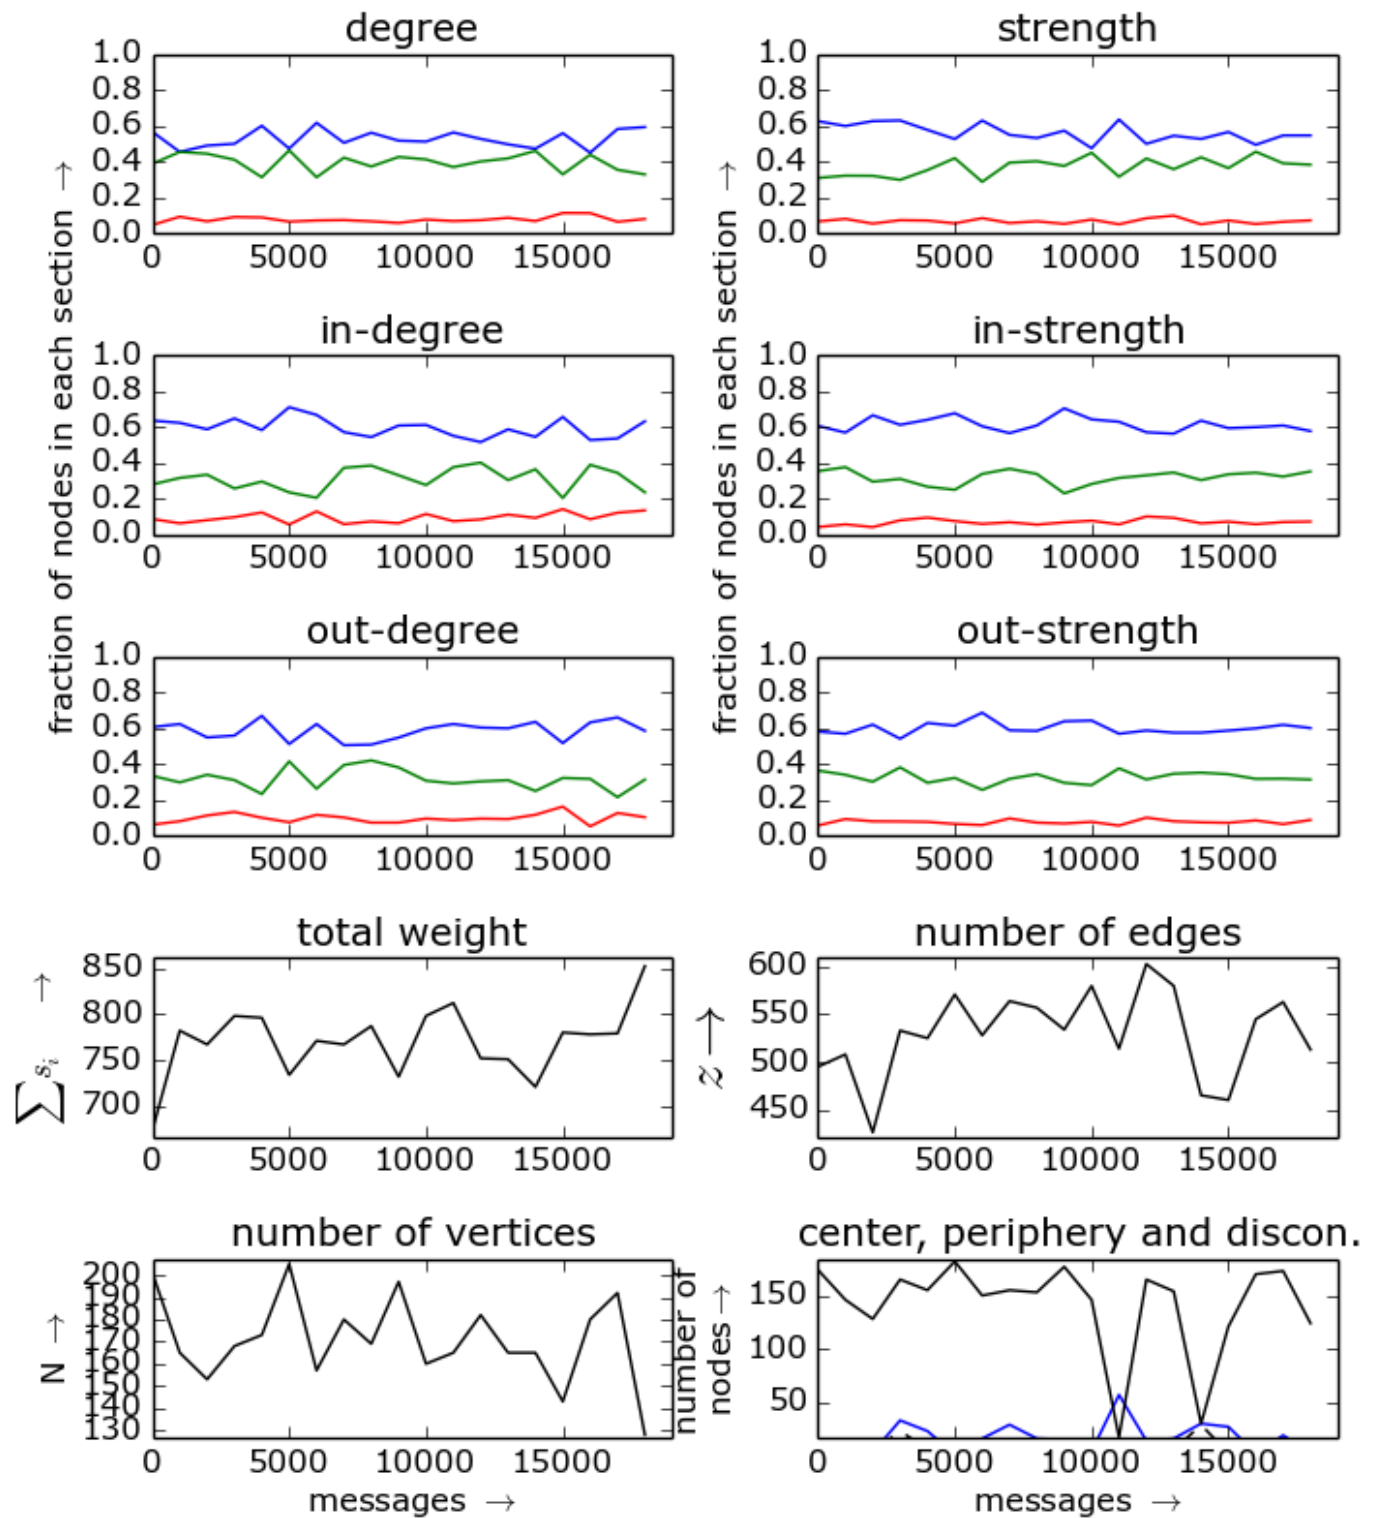 degree
strength
1.0
0.8
0.6
0.4
0.2
0.0
0 5000 10000 15000
1.0
0.8
0.6
0.4
0.2
0.0
0 5000 10000 15000
in-degree
in-strength
1.0
0.8
0.6
0.4
0.2
0.0
0 5000 10000 15000
1.0
0.8
0.6
0.4
0.2
0.0
0 5000 10000 15000
out-degree
out-strength
1.0
0.8
0.6
0.4
0.2
0.0
0 5000 10000 15000
1.0
0.8
0.6
0.4
0.2
0.0
0 5000 10000 15000
fraction of nodes in each section →
fraction of nodes in each section →
total weight
number of edges
∑ s_i →
850
800
750
700
0 5000 10000 15000
z →
600
550
500
450
0 5000 10000 15000
number of vertices
center, periphery and discon.
N →
200
190
180
170
160
150
140
130
0 5000 10000 15000
messages →
number of
nodes →
150
100
50
0 5000 10000 15000
messages →